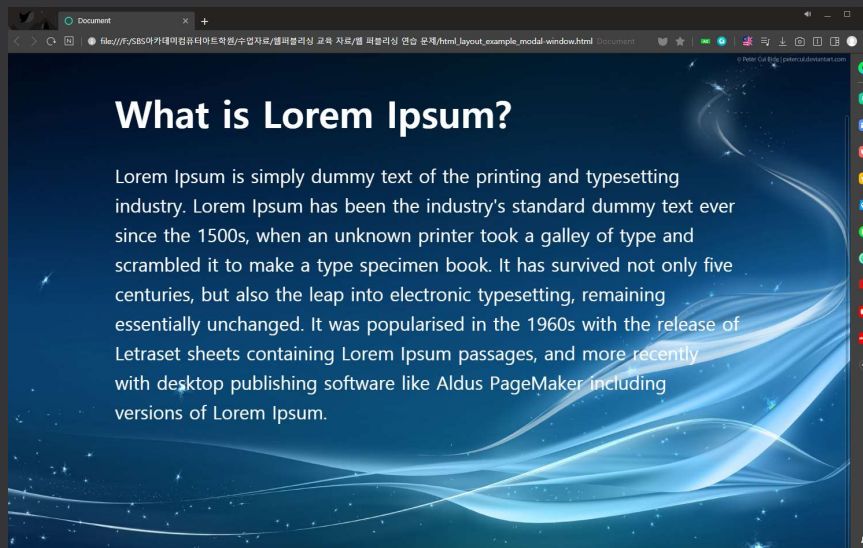 Document
file:///F:/SBS아카데미컴퓨터아트학원/수업자료/웹퍼블리싱 교육 자료/웹 퍼블리싱 연습 문제/html_layout_example_modal-window.html Document
© Peter Cui
petercui.deviantart.com
What is Lorem Ipsum?
Lorem Ipsum is simply dummy text of the printing and typesetting
industry. Lorem Ipsum has been the industry's standard dummy text ever
since the 1500s, when an unknown printer took a galley of type and
scrambled it to make a type specimen book. It has survived not only five
centuries, but also the leap into electronic typesetting, remaining
essentially unchanged. It was popularised in the 1960s with the release of
Letraset sheets containing Lorem Ipsum passages, and more recently
with desktop publishing software like Aldus PageMaker including
versions of Lorem Ipsum.